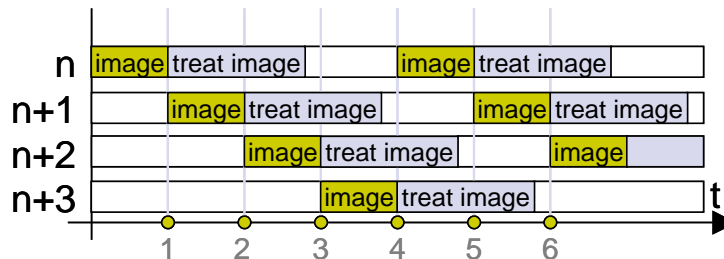 n image treat image image treat image
n+1 image treat image image treat image
n+2 image treat image image
n+3 image treat image
t
1 2 3 4 5 6